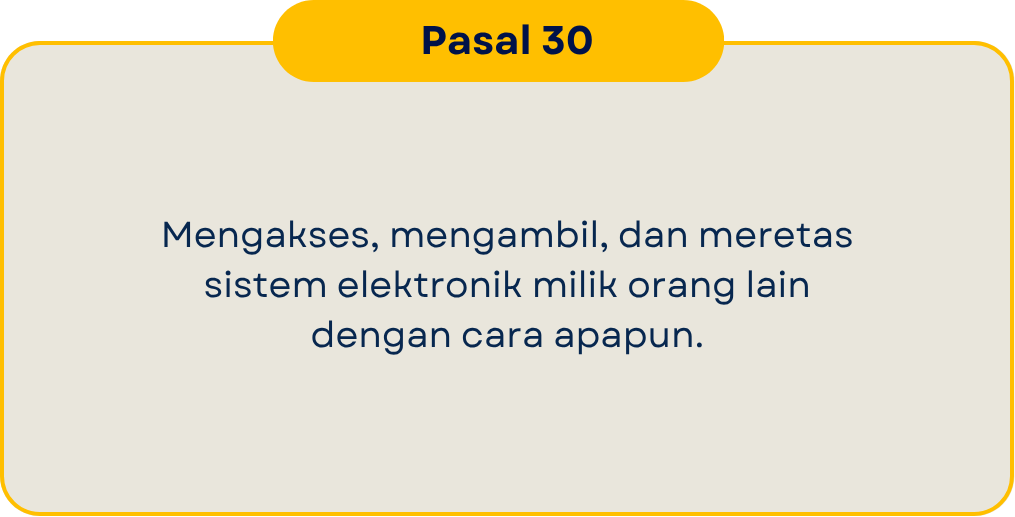 Pasal 30
Mengakses, mengambil, dan meretas
sistem elektronik milik orang lain
dengan cara apapun.